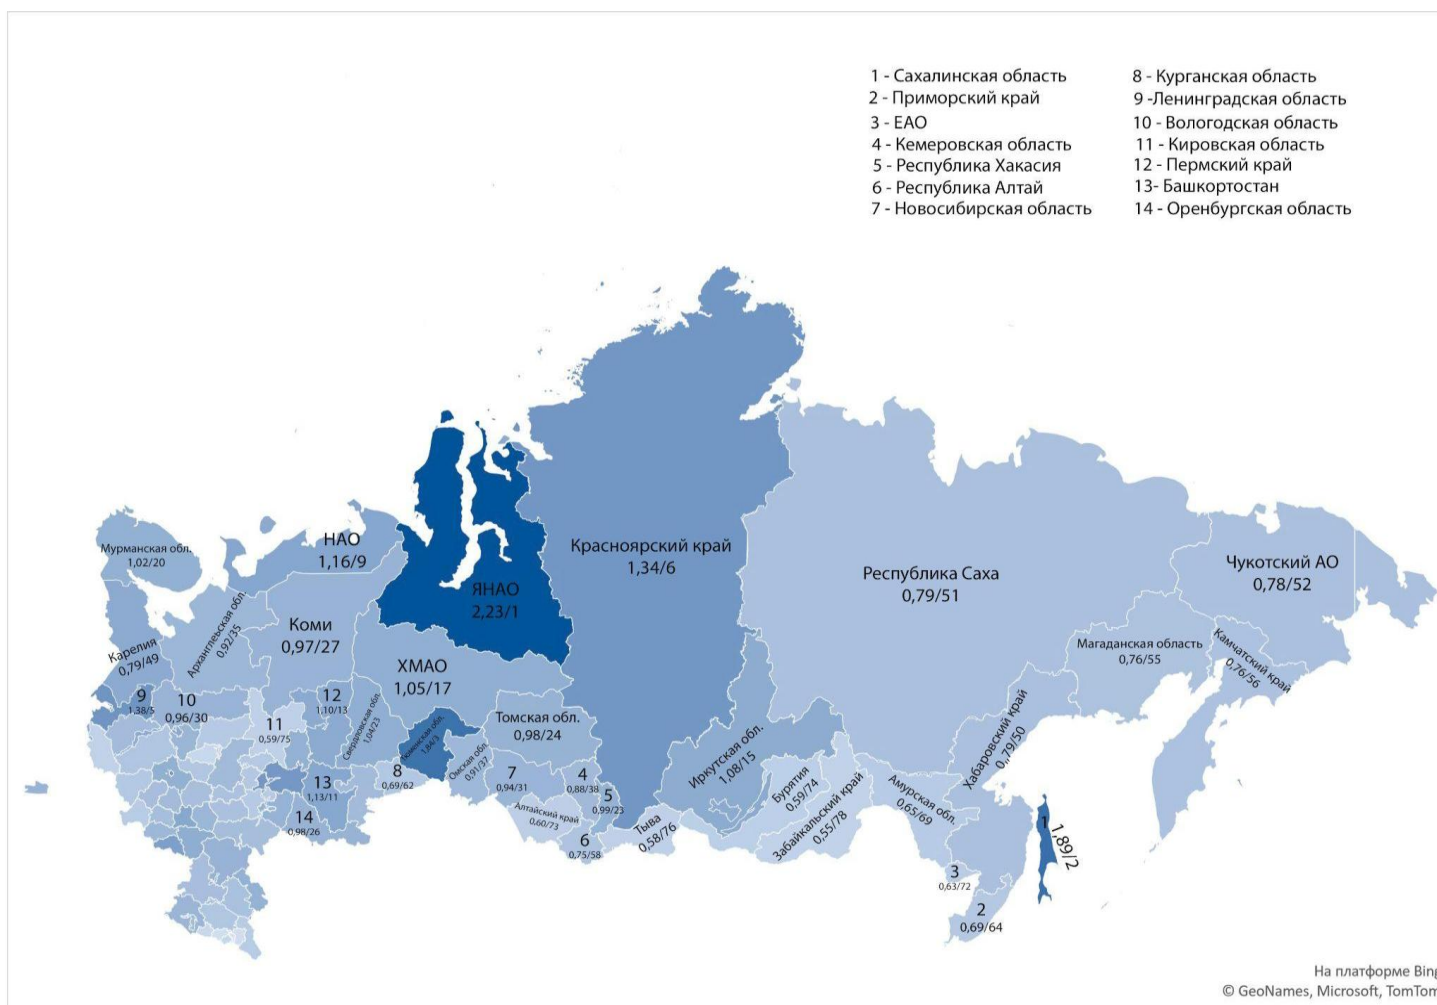 1 - Сахалинская область
2 - Приморский край
3 - ЕАО
4 - Кемеровская область
5 - Республика Хакасия
6 - Республика Алтай
7 - Новосибирская область
8 - Курганская область
9 -Ленинградская область
10 - Вологодская область
11 - Кировская область
12 - Пермский край
13- Башкортостан
14 - Оренбургская область
Мурманская обл.
1,02/20
НАО
1,16/9
ЯНАО
2,23/1
Красноярский край
1,34/6
Республика Саха
0,79/51
Чукотский АО
0,78/52
Карелия
0,79/49
Архангельская обл.
0,92/35
Коми
0,97/27
ХМАО
1,05/17
Магаданская область
0,76/55
Камчатский край
0,76/56
9
1,38/5
10
0,96/30
11
0,59/75
12
1,10/13
Свердловская обл.
1,04/23
Тюменская обл.
1,84/3
Томская обл.
0,98/24
Омская обл.
0,91/37
Иркутская обл.
1,08/15
Хабаровский край
0,79/50
13
1,13/11
8
0,69/62
7
0,94/31
4
0,88/38
5
0,99/23
Бурятия
0,59/74
Забайкальский край
0,55/78
Амурская обл.
0,65/69
14
0,98/26
Алтайский край
0,60/73
6
0,75/58
Тыва
0,58/76
1
1,89/2
3
0,63/72
2
0,69/64
На платформе Bing
© GeoNames, Microsoft, TomTom